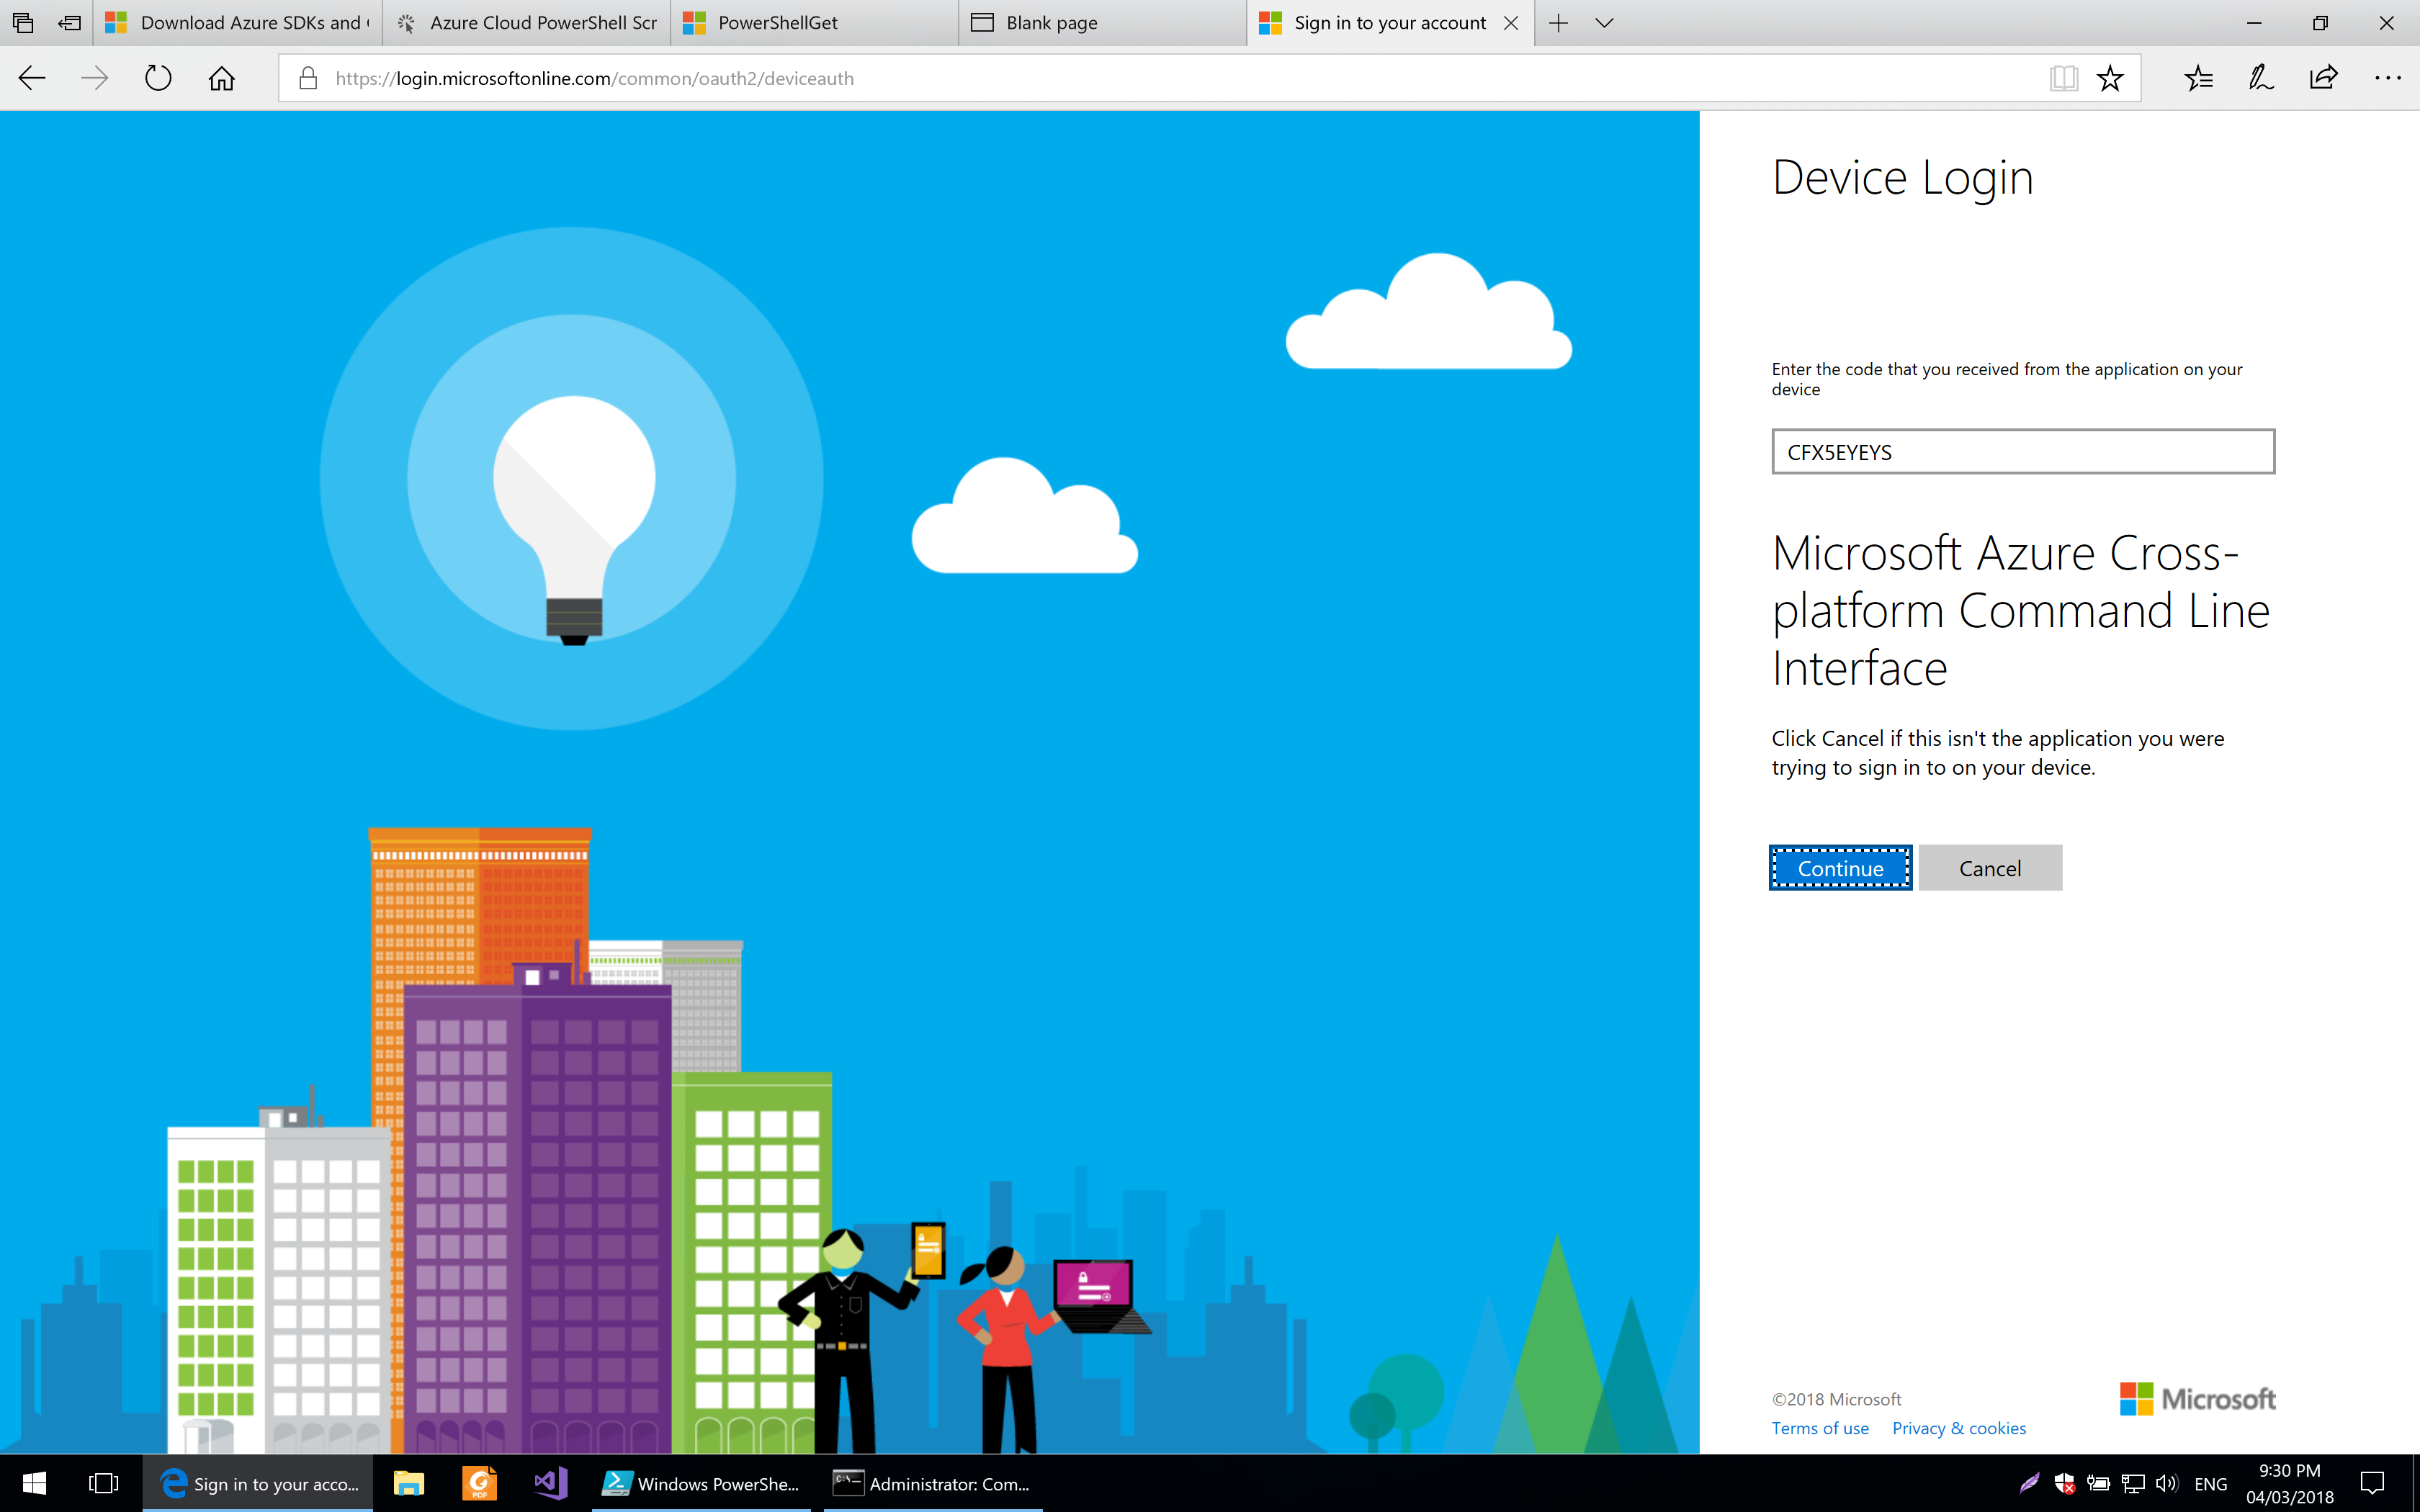 Download Azure SDKs and
Azure Cloud PowerShell Scr
PowerShellGet
Blank page
Sign in to your account
https://login.microsoftonline.com/common/oauth2/deviceauth
Device Login
Enter the code that you received from the application on your
device
CFX5EYEYS
Microsoft Azure Cross-
platform Command Line
Interface
Click Cancel if this isn't the application you were
trying to sign in to on your device.
Continue
Cancel
©2018 Microsoft
Microsoft
Terms of use
Privacy & cookies
Sign in to your acco...
PDF
Windows PowerShe...
C:\
Administrator: Com...
ENG
9:30 PM
04/03/2018